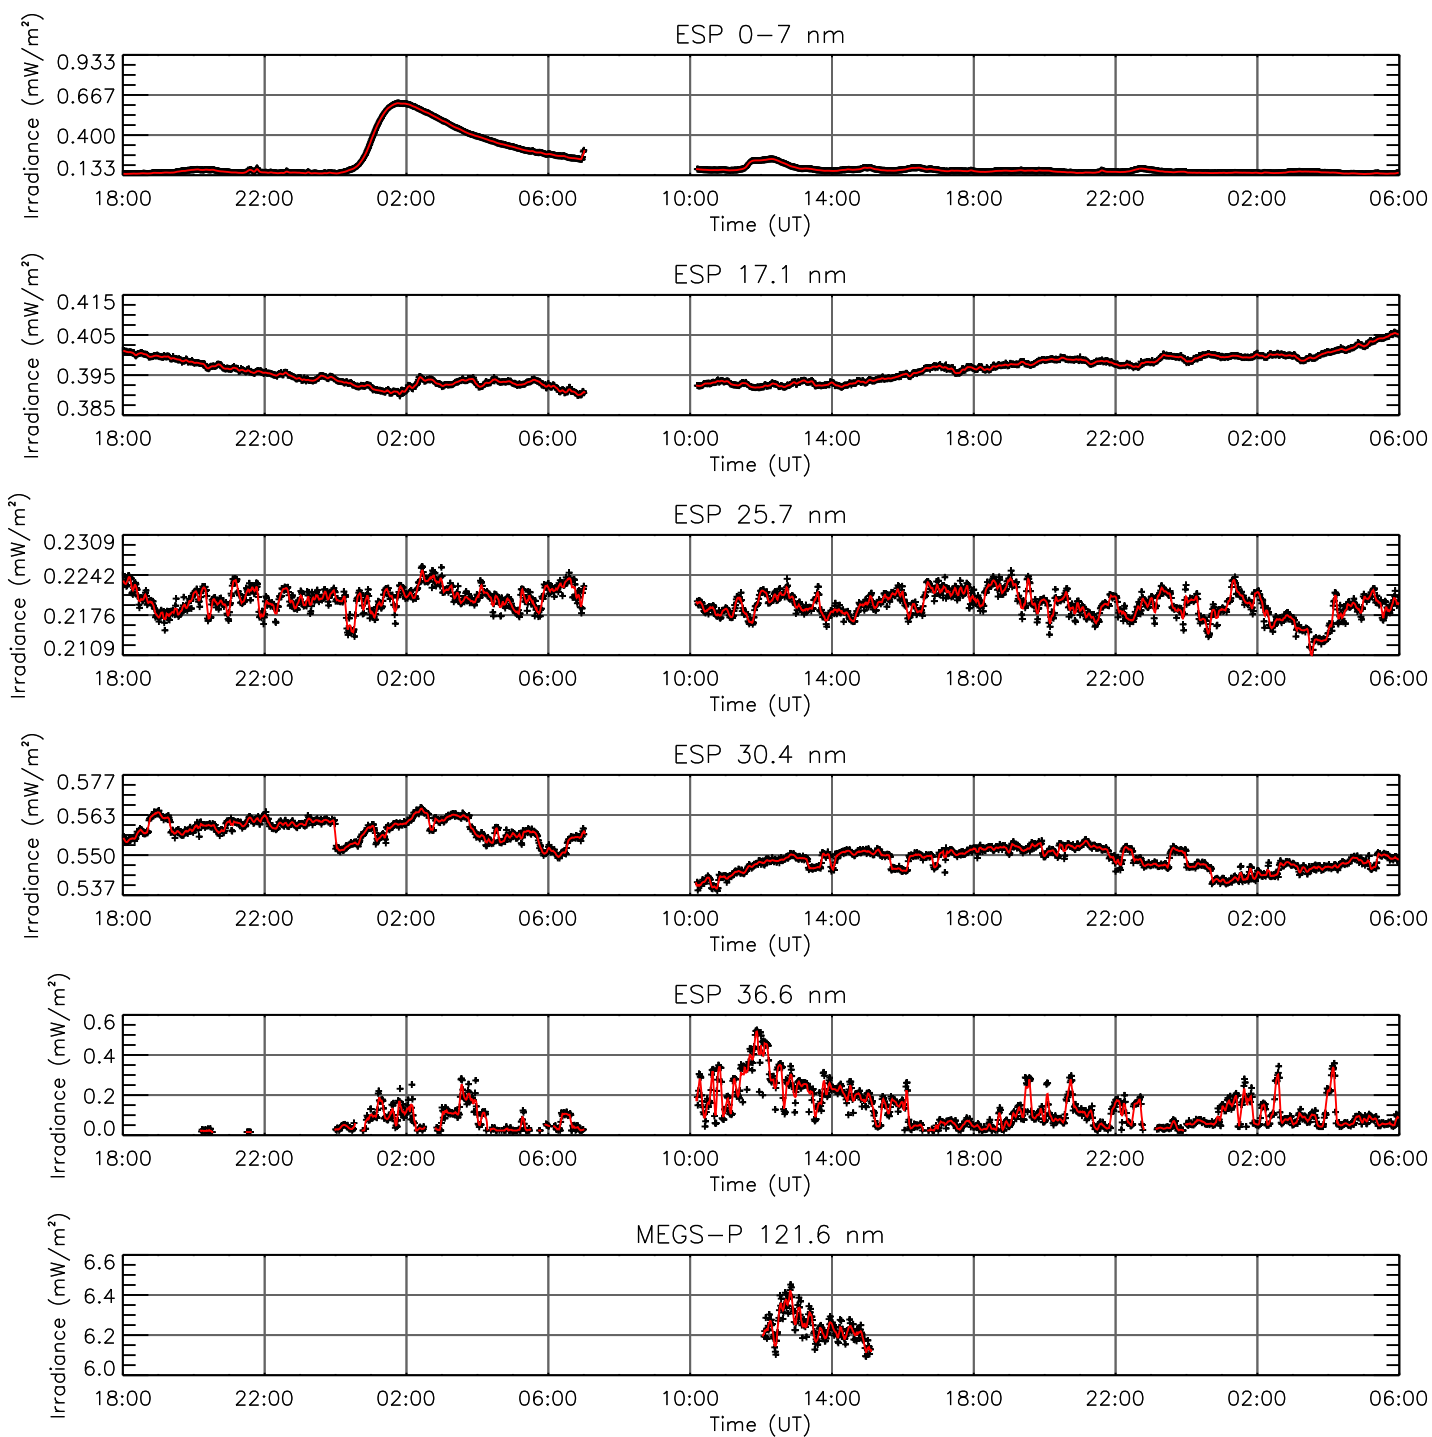 ESP 0-7 nm
Irradiance (mW/m²)
0.933
0.667
0.400
0.133
18:00 22:00 02:00 06:00 10:00 14:00 18:00 22:00 02:00 06:00
Time (UT)
ESP 17.1 nm
Irradiance (mW/m²)
0.415
0.405
0.395
0.385
18:00 22:00 02:00 06:00 10:00 14:00 18:00 22:00 02:00 06:00
Time (UT)
ESP 25.7 nm
Irradiance (mW/m²)
0.2309
0.2242
0.2176
0.2109
18:00 22:00 02:00 06:00 10:00 14:00 18:00 22:00 02:00 06:00
Time (UT)
ESP 30.4 nm
Irradiance (mW/m²)
0.577
0.563
0.550
0.537
18:00 22:00 02:00 06:00 10:00 14:00 18:00 22:00 02:00 06:00
Time (UT)
ESP 36.6 nm
Irradiance (mW/m²)
0.6
0.4
0.2
0.0
18:00 22:00 02:00 06:00 10:00 14:00 18:00 22:00 02:00 06:00
Time (UT)
MEGS-P 121.6 nm
Irradiance (mW/m²)
6.6
6.4
6.2
6.0
18:00 22:00 02:00 06:00 10:00 14:00 18:00 22:00 02:00 06:00
Time (UT)